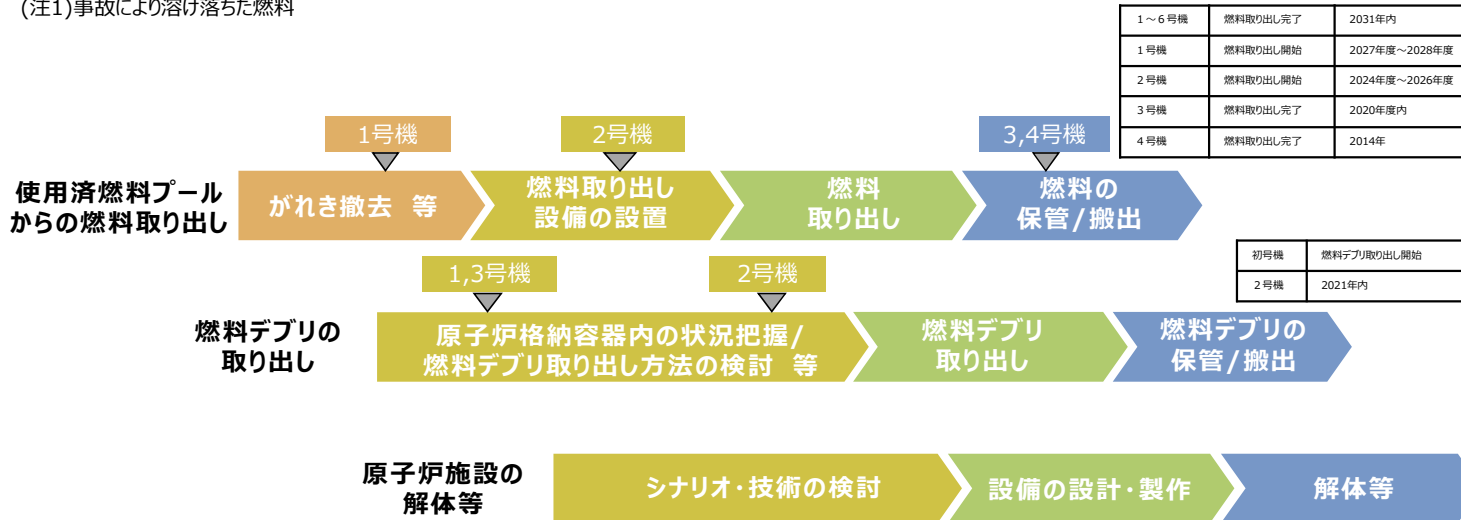 (注1)事故により溶け落ちた燃料
1～6号機 燃料取り出し完了 2031年内
1号機 燃料取り出し開始 2027年度～2028年度
2号機 燃料取り出し開始 2024年度～2026年度
3号機 燃料取り出し完了 2020年度内
4号機 燃料取り出し完了 2014年
1号機
2号機
3,4号機
使用済燃料プール
からの燃料取り出し
がれき撤去 等
燃料取り出し
設備の設置
燃料
取り出し
燃料の
保管/搬出
初号機 燃料デブリ取り出し開始
2号機 2021年内
1,3号機
2号機
燃料デブリの
取り出し
原子炉格納容器内の状況把握/
燃料デブリ取り出し方法の検討 等
燃料デブリ
取り出し
燃料デブリの
保管/搬出
原子炉施設の
解体等
シナリオ・技術の検討
設備の設計・製作
解体等